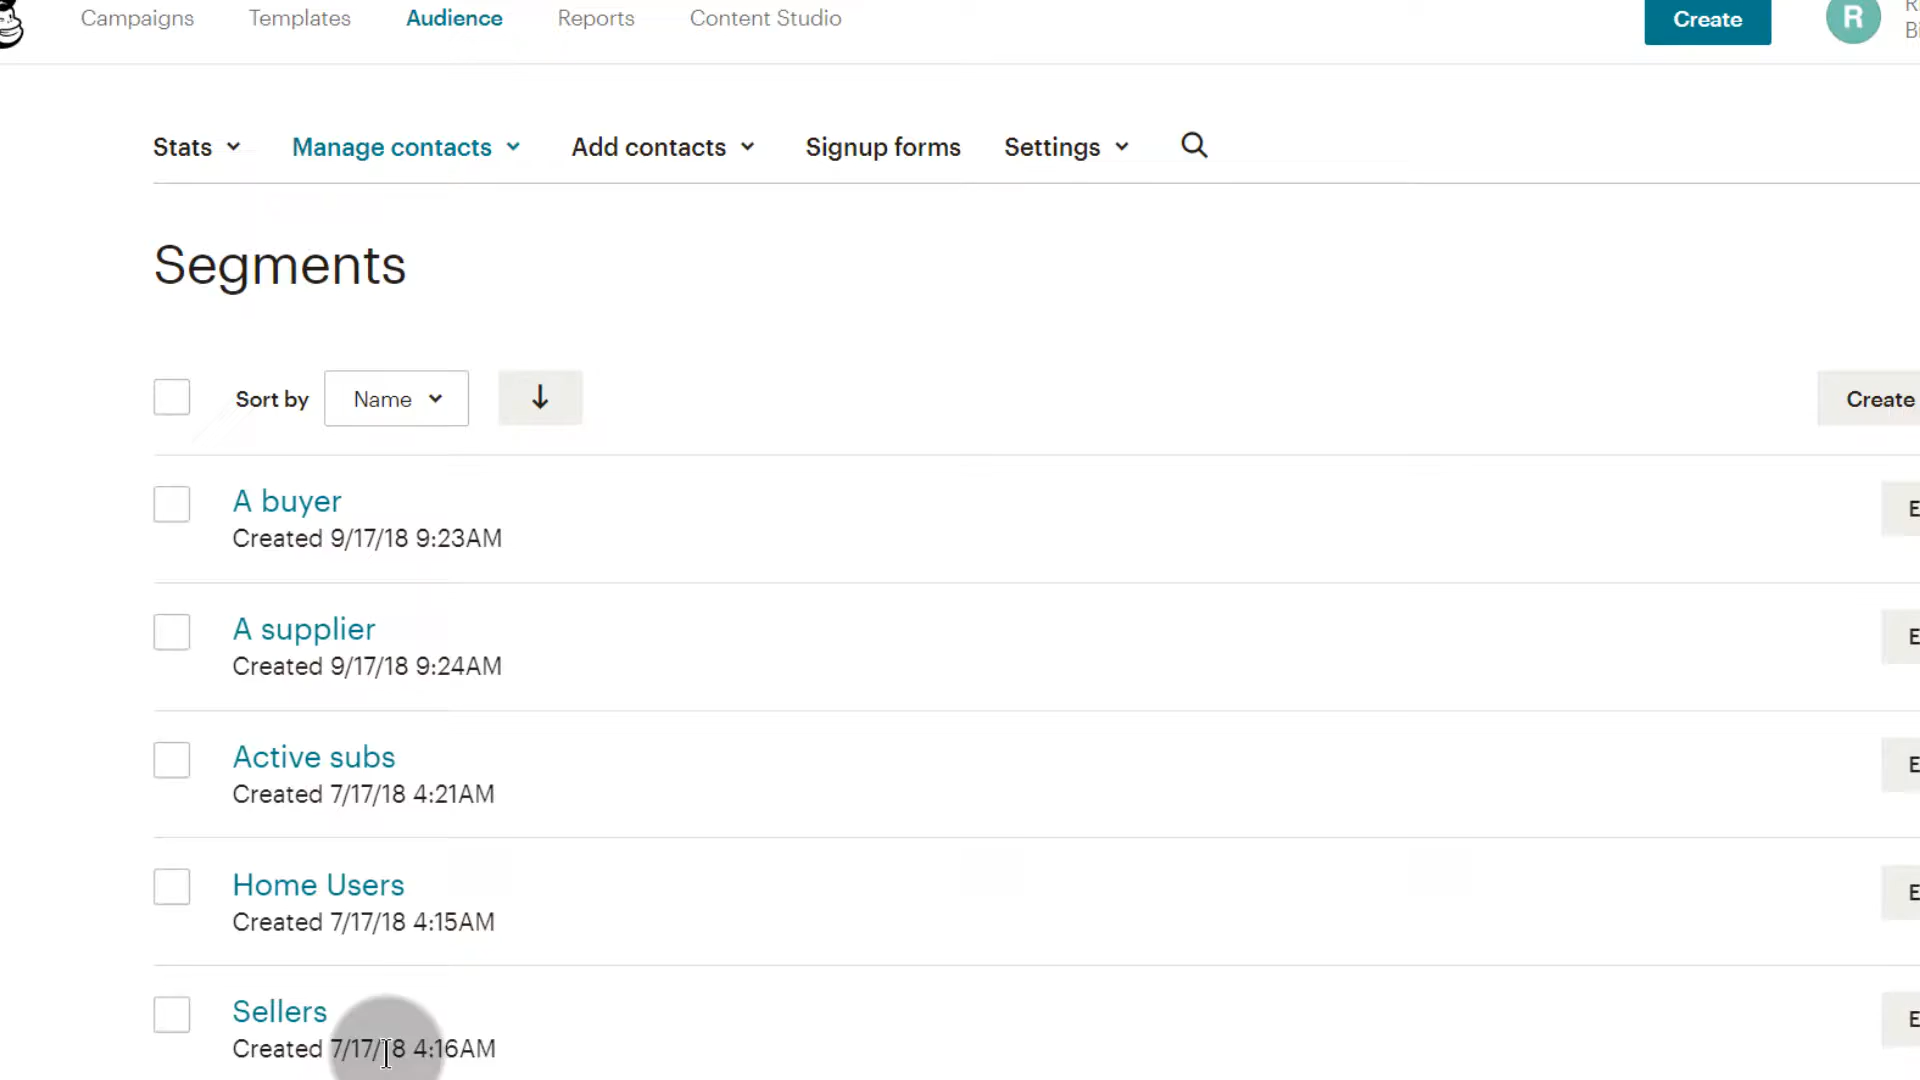 Campaigns Templates Audience Reports Content Studio Create R
Stats Manage contacts Add contacts Signup forms Settings
Segments
Sort by Name Create
A buyer
Created 9/17/18 9:23AM
A supplier
Created 9/17/18 9:24AM
Active subs
Created 7/17/18 4:21AM
Home Users
Created 7/17/18 4:15AM
Sellers
Created 7/17/18 4:16AM